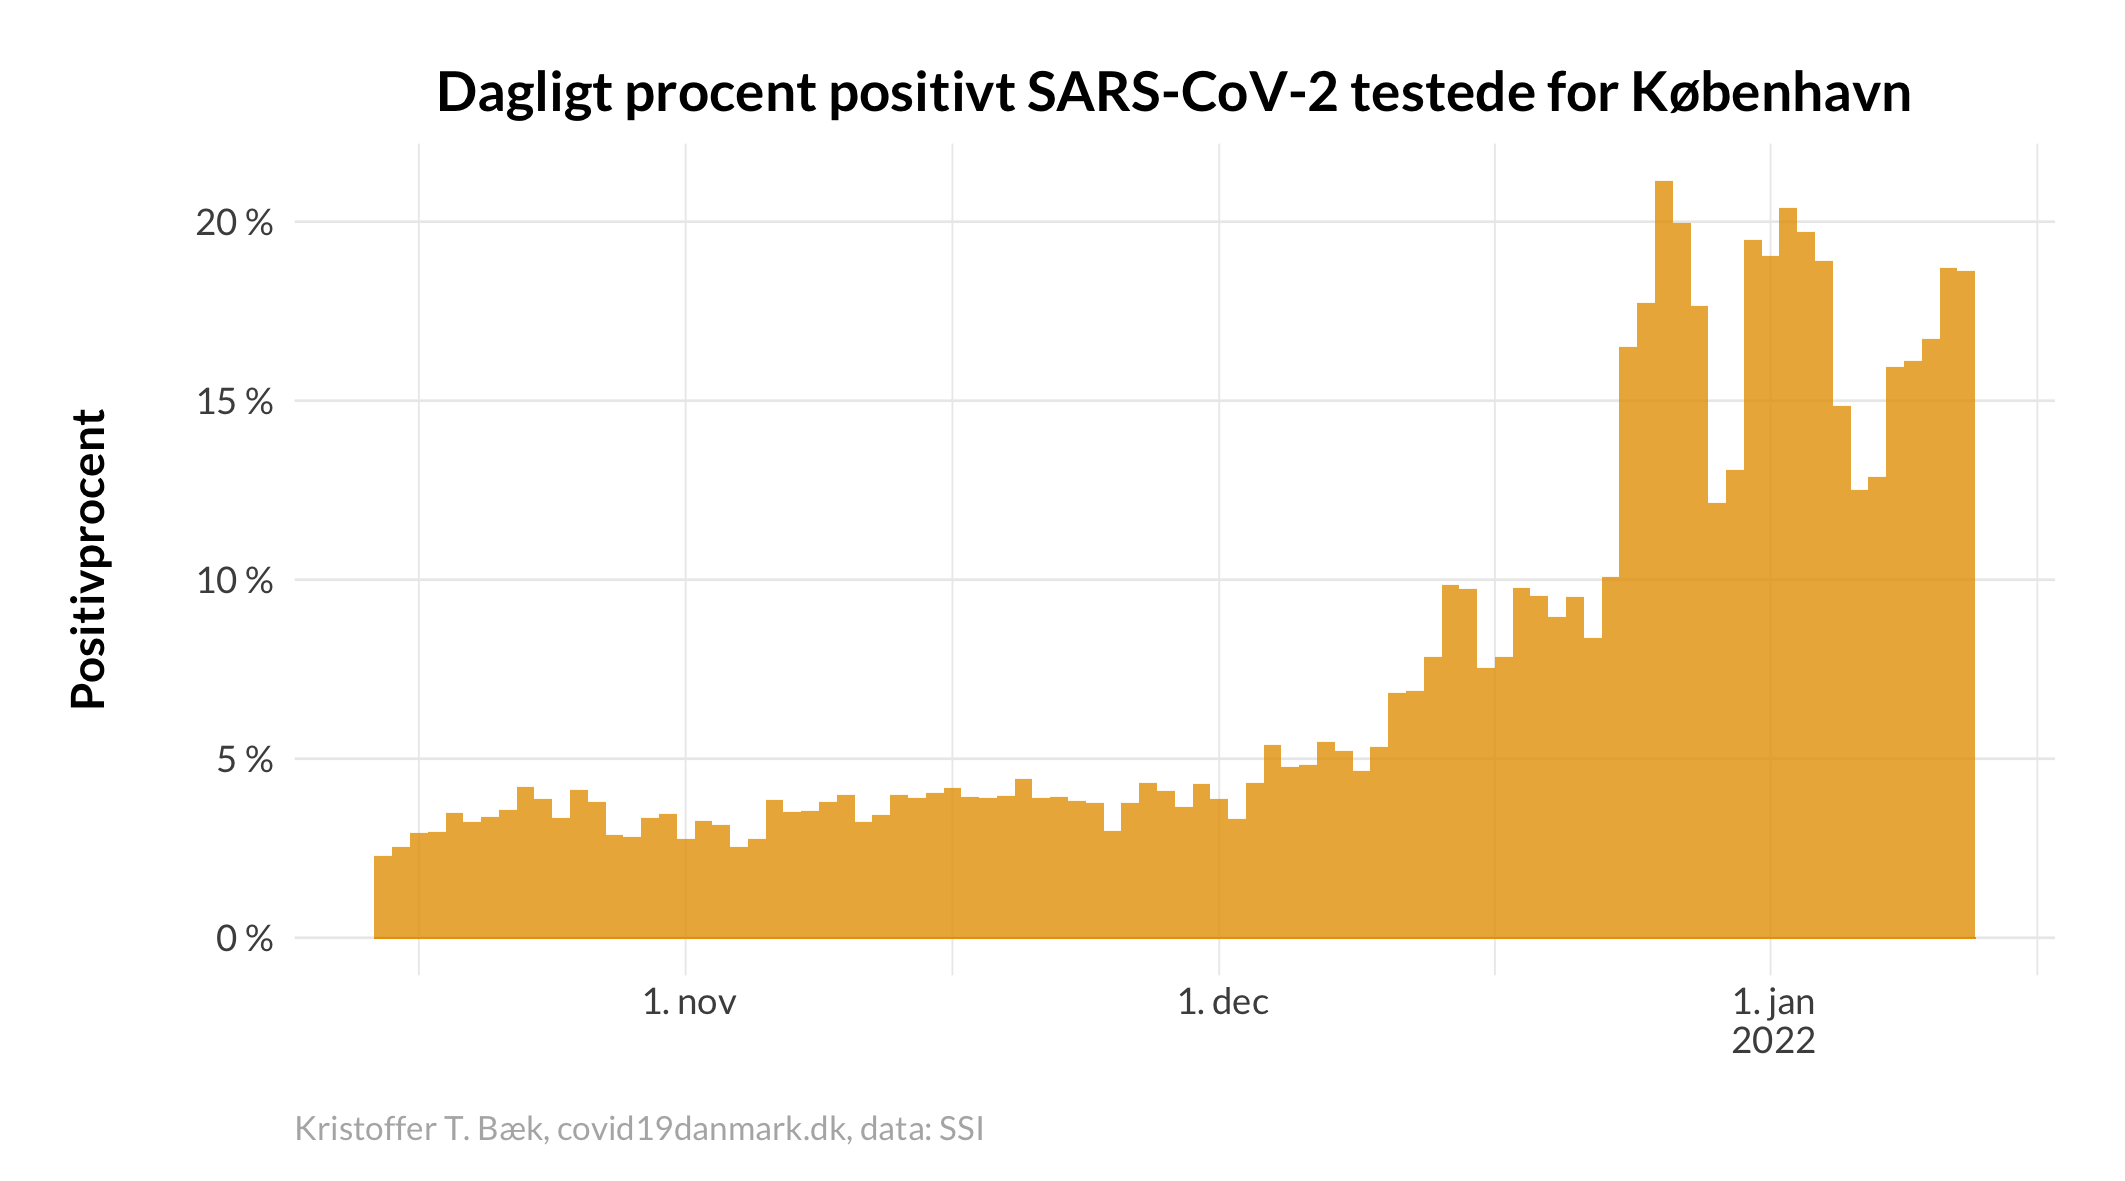 Dagligt procent positivt SARS-CoV-2 testede for København
Positivprocent
20 %
15 %
10 %
5 %
0 %
1. nov
1. dec
1. jan
2022
Kristoffer T. Bæk, covid19danmark.dk, data: SSI